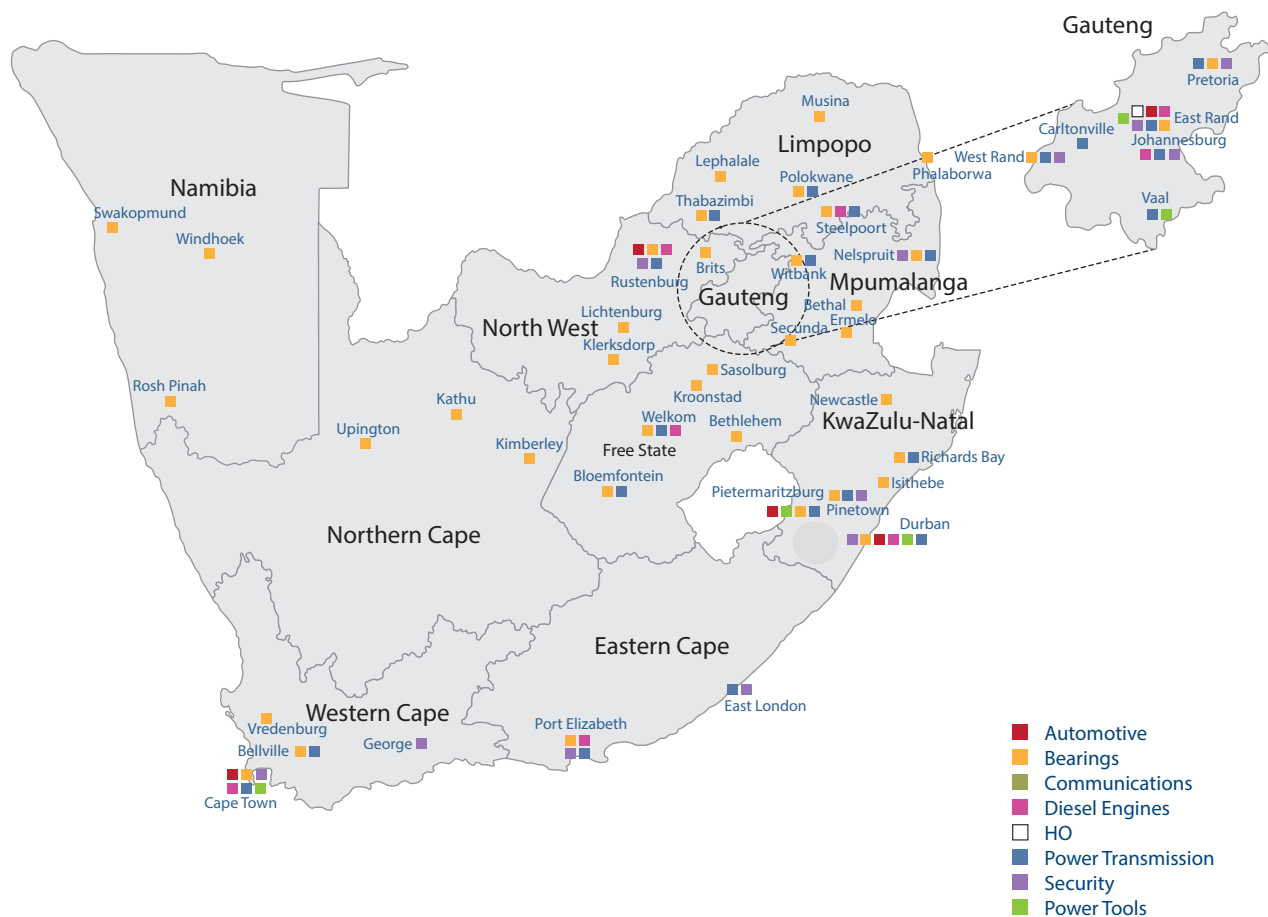 Gauteng
Pretoria
East Rand
Carltonville
Johannesburg
West Rand
Vaal
Musina
Limpopo
Lephalale
Polokwane
Phalaborwa
Thabazimbi
Steelpoort
Namibia
Swakopmund
Windhoek
Rosh Pinah
Nelspruit
Brits
Witbank
Rustenburg
Mpumalanga
Gauteng
Bethal
Ermelo
Secunda
Lichtenburg
North West
Klerksdorp
Sasolburg
Kroonstad
Kathu
Upington
Kimberley
Welkom
Bethlehem
Free State
Bloemfontein
Newcastle
KwaZulu-Natal
Richards Bay
Isithebe
Pietermaritzburg
Pinetown
Durban
Northern Cape
Eastern Cape
East London
Western Cape
Port Elizabeth
Vredenburg
Bellville
George
Cape Town
Automotive
Bearings
Communications
Diesel Engines
HO
Power Transmission
Security
Power Tools